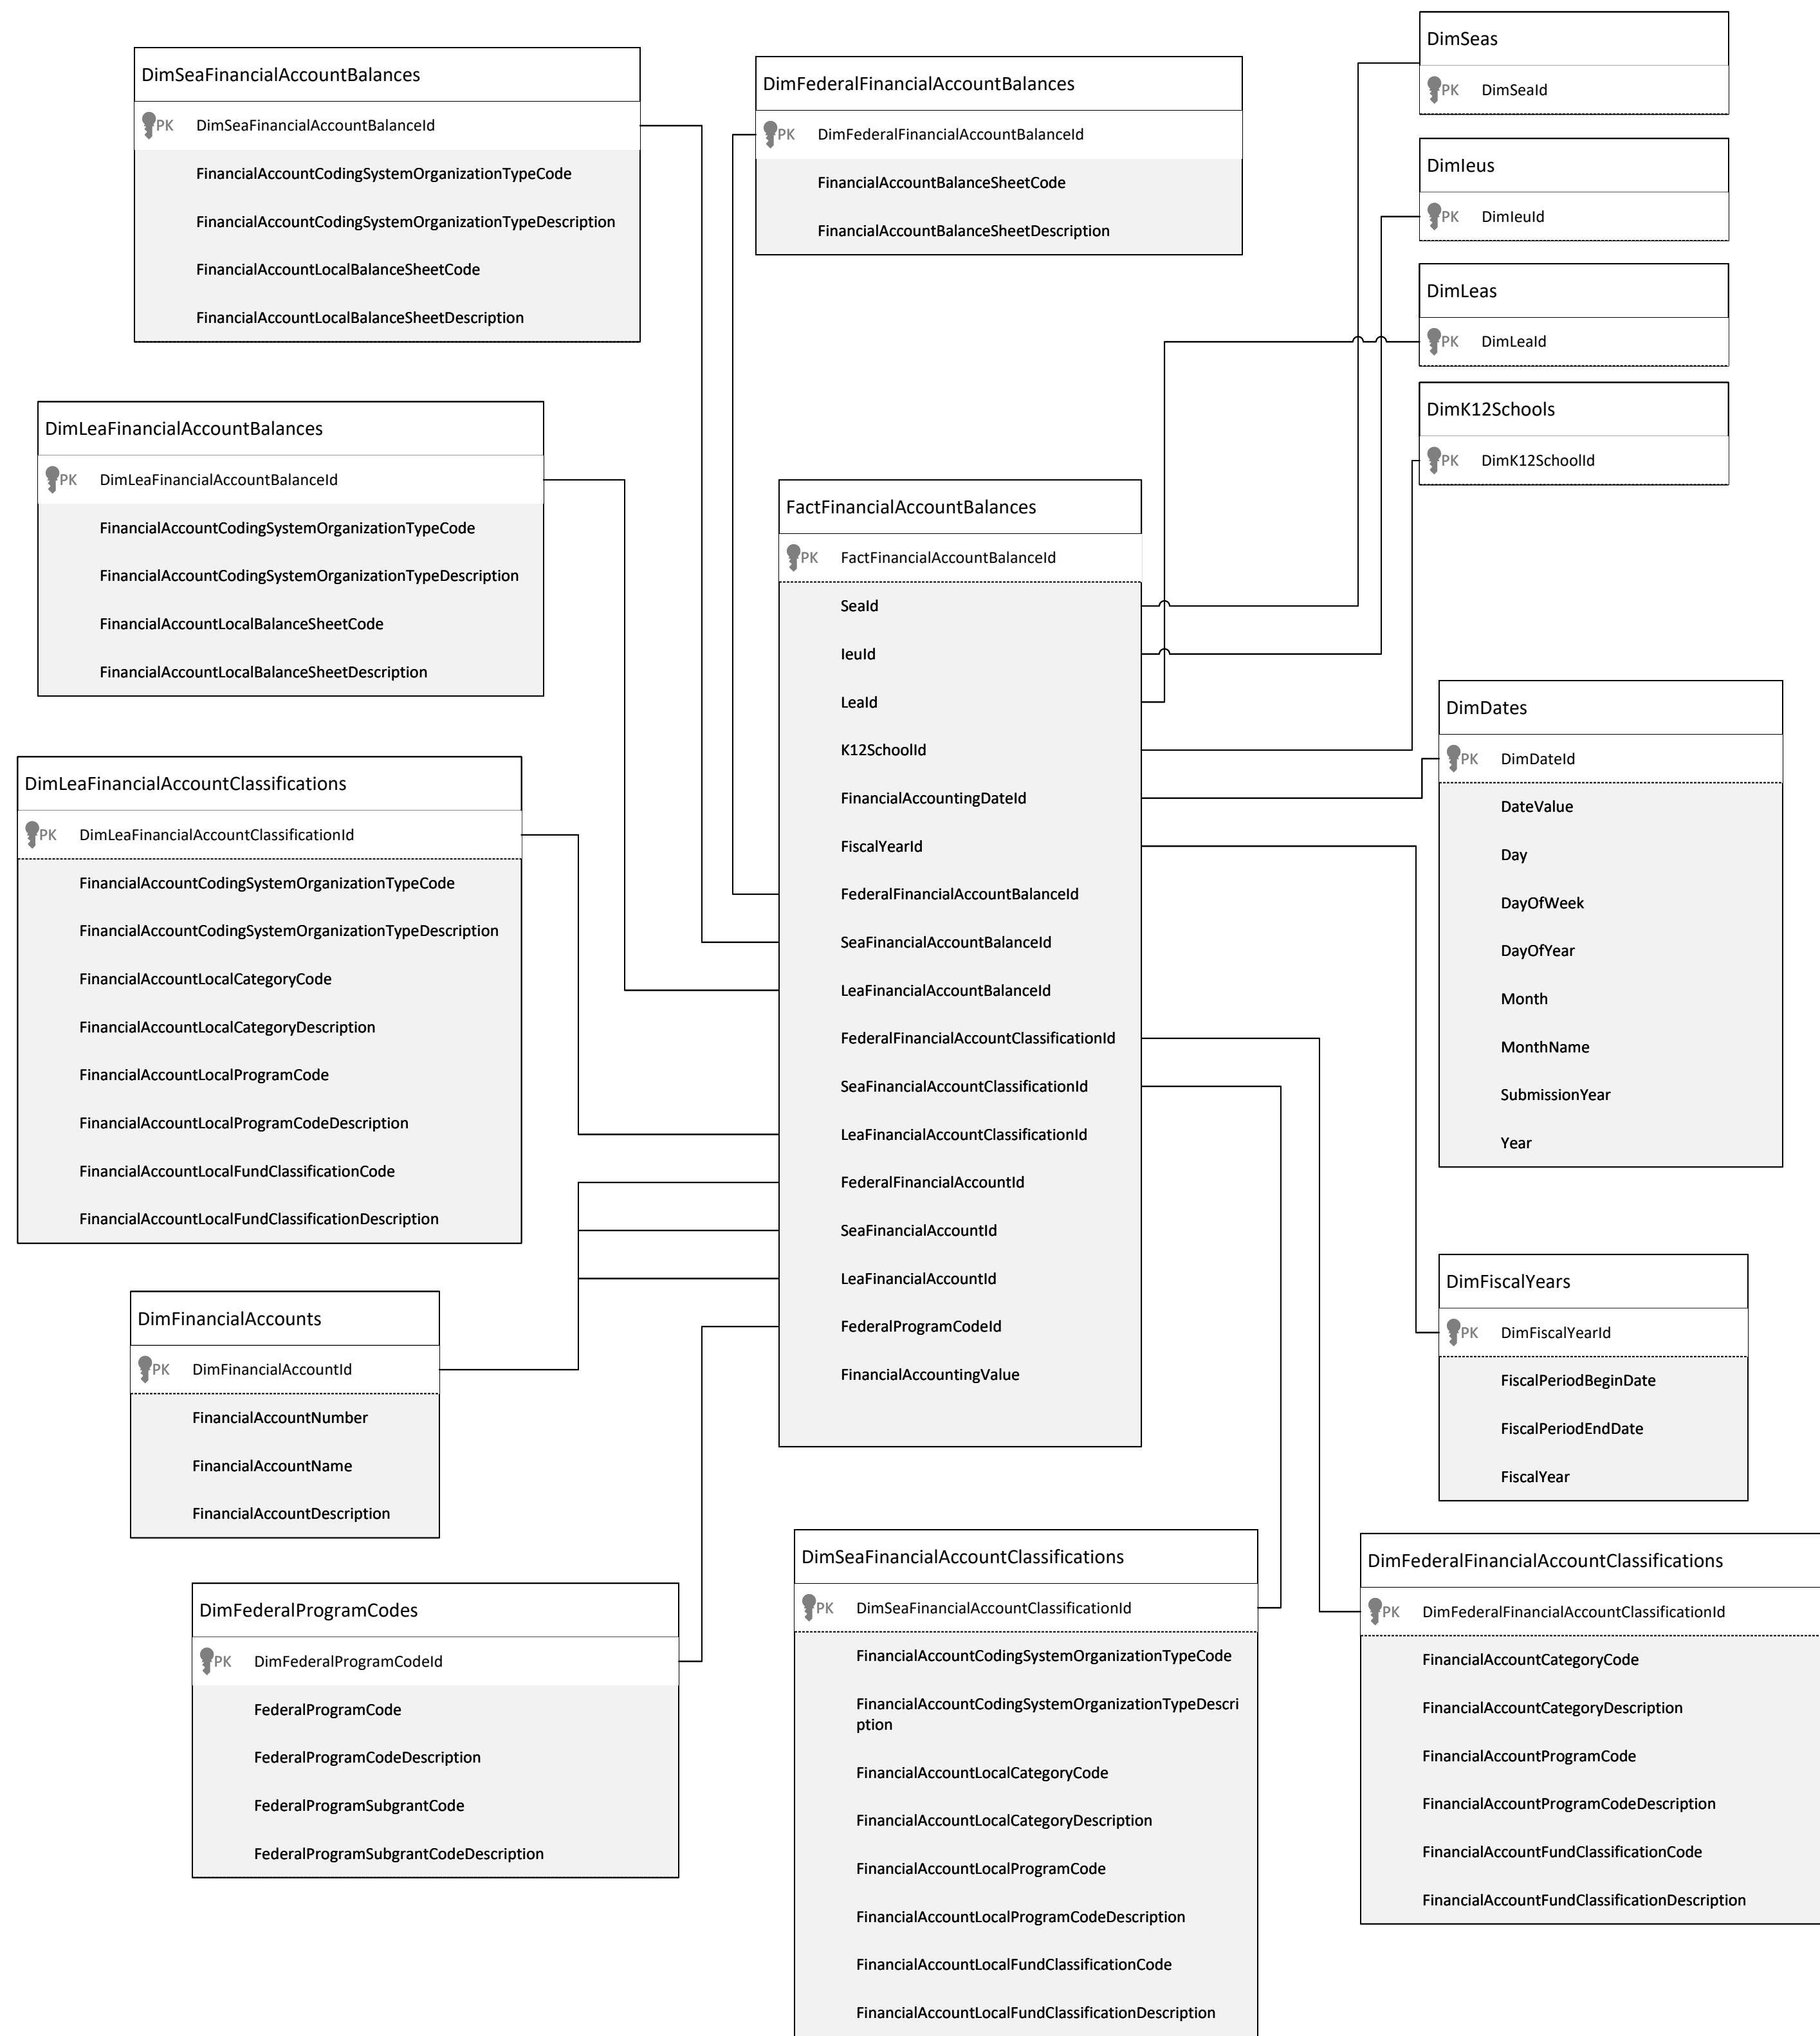 DimSeaFinancialAccountBalances
PK DimSeaFinancialAccountBalanceId
FinancialAccountCodingSystemOrganizationTypeCode
FinancialAccountCodingSystemOrganizationTypeDescription
FinancialAccountLocalBalanceSheetCode
FinancialAccountLocalBalanceSheetDescription
DimFederalFinancialAccountBalances
PK DimFederalFinancialAccountBalanceId
FinancialAccountBalanceSheetCode
FinancialAccountBalanceSheetDescription
DimSeas
PK DimSeaId
DimIeus
PK DimIeuId
DimLeas
PK DimLeaId
DimK12Schools
PK DimK12SchoolId
DimLeaFinancialAccountBalances
PK DimLeaFinancialAccountBalanceId
FinancialAccountCodingSystemOrganizationTypeCode
FinancialAccountCodingSystemOrganizationTypeDescription
FinancialAccountLocalBalanceSheetCode
FinancialAccountLocalBalanceSheetDescription
FactFinancialAccountBalances
PK FactFinancialAccountBalanceId
SeaId
IeuId
LeaId
K12SchoolId
FinancialAccountingDateId
FiscalYearId
FederalFinancialAccountBalanceId
SeaFinancialAccountBalanceId
LeaFinancialAccountBalanceId
FederalFinancialAccountClassificationId
SeaFinancialAccountClassificationId
LeaFinancialAccountClassificationId
FederalFinancialAccountId
SeaFinancialAccountId
LeaFinancialAccountId
FederalProgramCodeId
FinancialAccountingValue
DimDates
PK DimDateId
DateValue
Day
DayOfWeek
DayOfYear
Month
MonthName
SubmissionYear
Year
DimLeaFinancialAccountClassifications
PK DimLeaFinancialAccountClassificationId
FinancialAccountCodingSystemOrganizationTypeCode
FinancialAccountCodingSystemOrganizationTypeDescription
FinancialAccountLocalCategoryCode
FinancialAccountLocalCategoryDescription
FinancialAccountLocalProgramCode
FinancialAccountLocalProgramCodeDescription
FinancialAccountLocalFundClassificationCode
FinancialAccountLocalFundClassificationDescription
DimFiscalYears
PK DimFiscalYearId
FiscalPeriodBeginDate
FiscalPeriodEndDate
FiscalYear
DimFinancialAccounts
PK DimFinancialAccountId
FinancialAccountNumber
FinancialAccountName
FinancialAccountDescription
DimFederalProgramCodes
PK DimFederalProgramCodeId
FederalProgramCode
FederalProgramCodeDescription
FederalProgramSubgrantCode
FederalProgramSubgrantCodeDescription
DimSeaFinancialAccountClassifications
PK DimSeaFinancialAccountClassificationId
FinancialAccountCodingSystemOrganizationTypeCode
FinancialAccountCodingSystemOrganizationTypeDescri
ption
FinancialAccountLocalCategoryCode
FinancialAccountLocalCategoryDescription
FinancialAccountLocalProgramCode
FinancialAccountLocalProgramCodeDescription
FinancialAccountLocalFundClassificationCode
FinancialAccountLocalFundClassificationDescription
DimFederalFinancialAccountClassifications
PK DimFederalFinancialAccountClassificationId
FinancialAccountCategoryCode
FinancialAccountCategoryDescription
FinancialAccountProgramCode
FinancialAccountProgramCodeDescription
FinancialAccountFundClassificationCode
FinancialAccountFundClassificationDescription